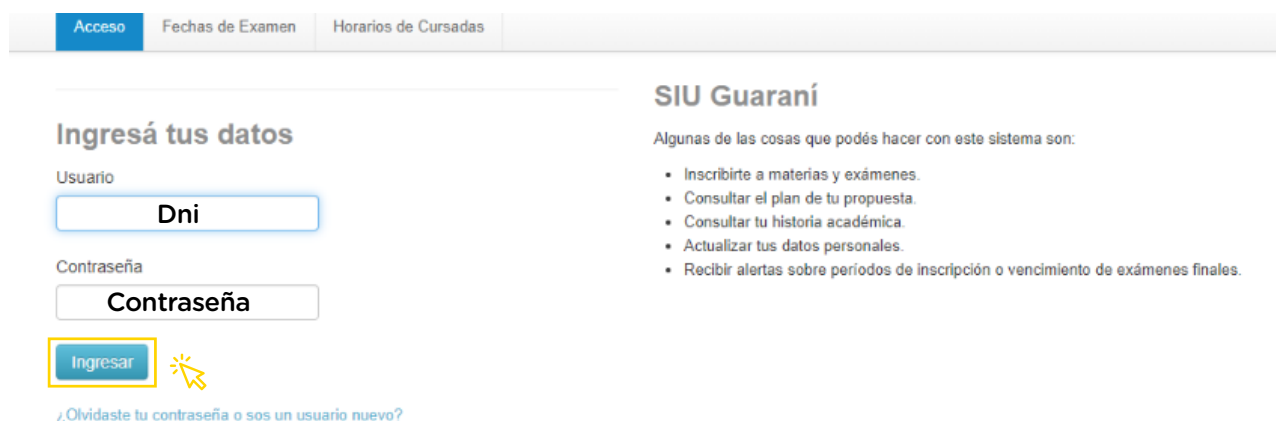 Acceso Fechas de Examen Horarios de Cursadas
Ingresá tus datos
Usuario
Dni
Contraseña
Contraseña
Ingresar
¿Olvidaste tu contraseña o sos un usuario nuevo?
SIU Guaraní
Algunas de las cosas que podés hacer con este sistema son:
• Inscribirte a materias y exámenes.
• Consultar el plan de tu propuesta.
• Consultar tu historia académica.
• Actualizar tus datos personales.
• Recibir alertas sobre períodos de inscripción o vencimiento de exámenes finales.